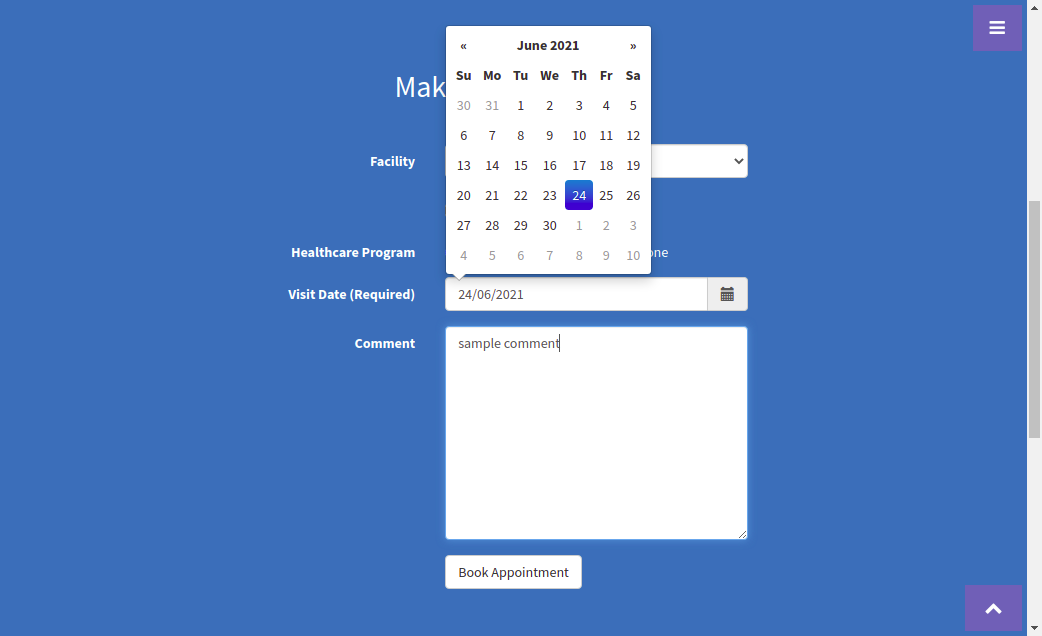 « June 2021 »
Su Mo Tu We Th Fr Sa
30 31 1 2 3 4 5
6 7 8 9 10 11 12
13 14 15 16 17 18 19
20 21 22 23 24 25 26
27 28 29 30 1 2 3
4 5 6 7 8 9 10
Facility
Healthcare Program
Visit Date (Required) 24/06/2021
Comment sample comment
Book Appointment